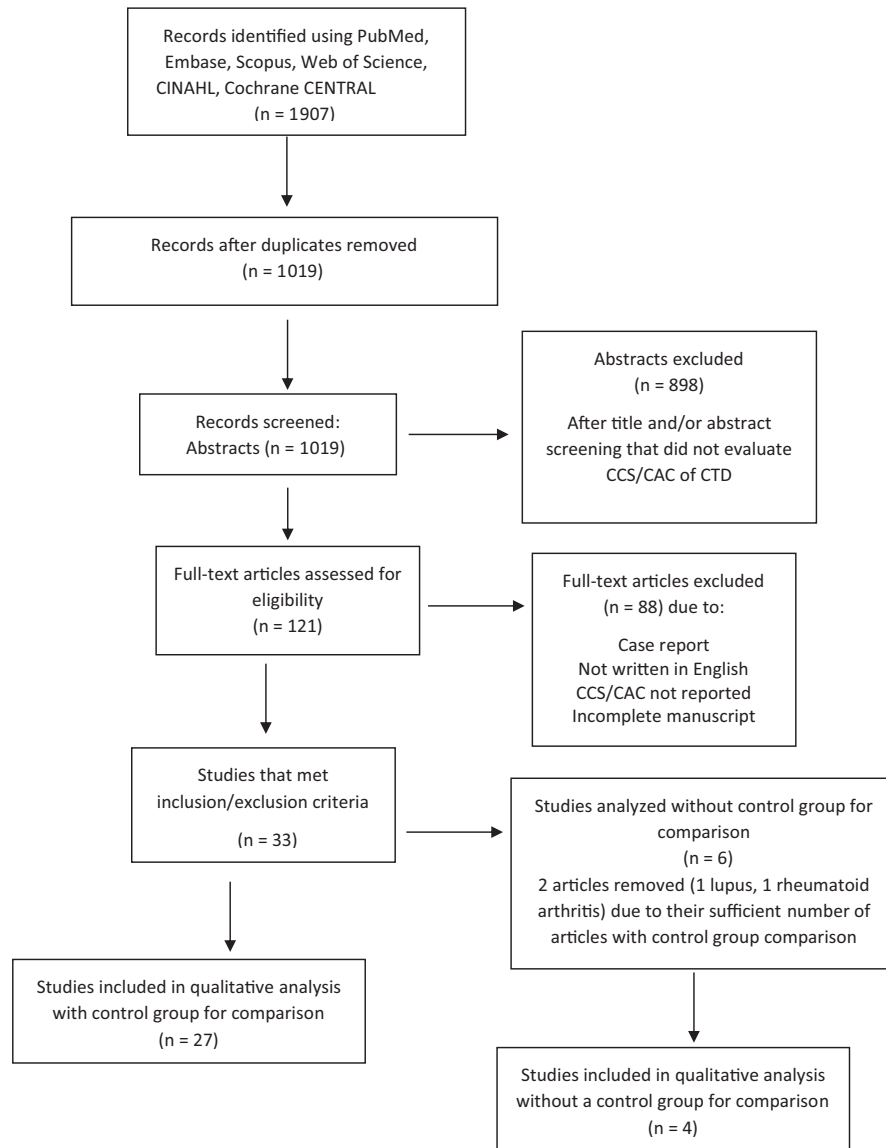 Records identified using PubMed,
Embase, Scopus, Web of Science,
CINAHL, Cochrane CENTRAL
(n = 1907)
Records after duplicates removed
(n = 1019)
Records screened:
Abstracts (n = 1019)
Abstracts excluded
(n = 898)
After title and/or abstract
screening that did not evaluate
CCS/CAC of CTD
Full-text articles assessed for
eligibility
(n = 121)
Full-text articles excluded
(n = 88) due to:
Case report
Not written in English
CCS/CAC not reported
Incomplete manuscript
Studies that met
inclusion/exclusion criteria
(n = 33)
Studies analyzed without control group for
comparison
(n = 6)
2 articles removed (1 lupus, 1 rheumatoid
arthritis) due to their sufficient number of
articles with control group comparison
Studies included in qualitative analysis
with control group for comparison
(n = 27)
Studies included in qualitative analysis
without a control group for comparison
(n = 4)